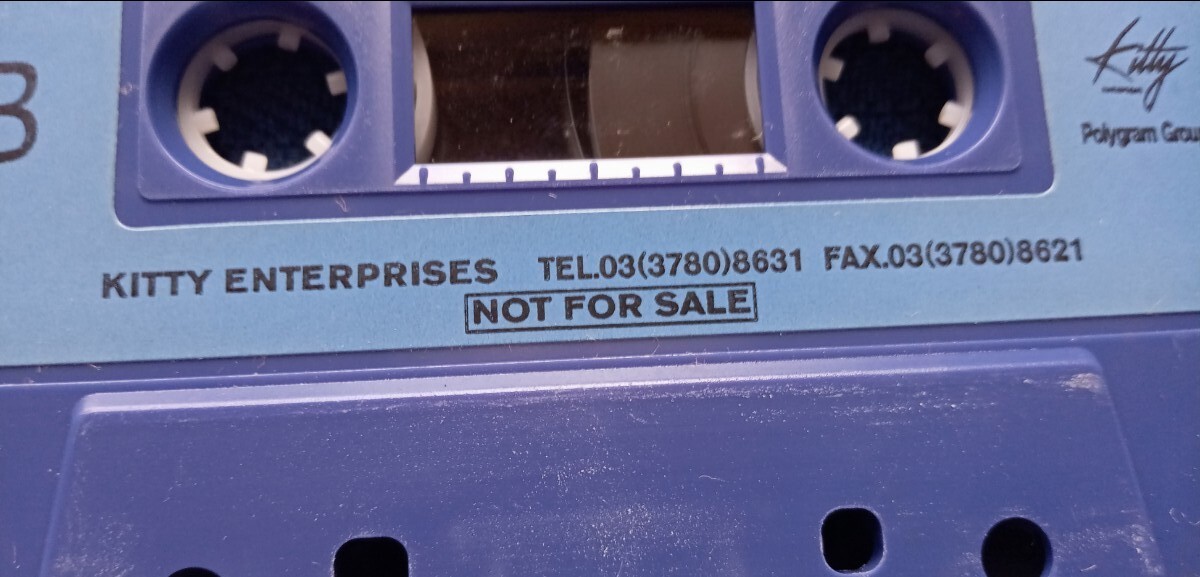 B
Kitty
Polygram Grou
KITTY ENTERPRISES TEL.03(3780)8631 FAX.03(3780)8621
NOT FOR SALE